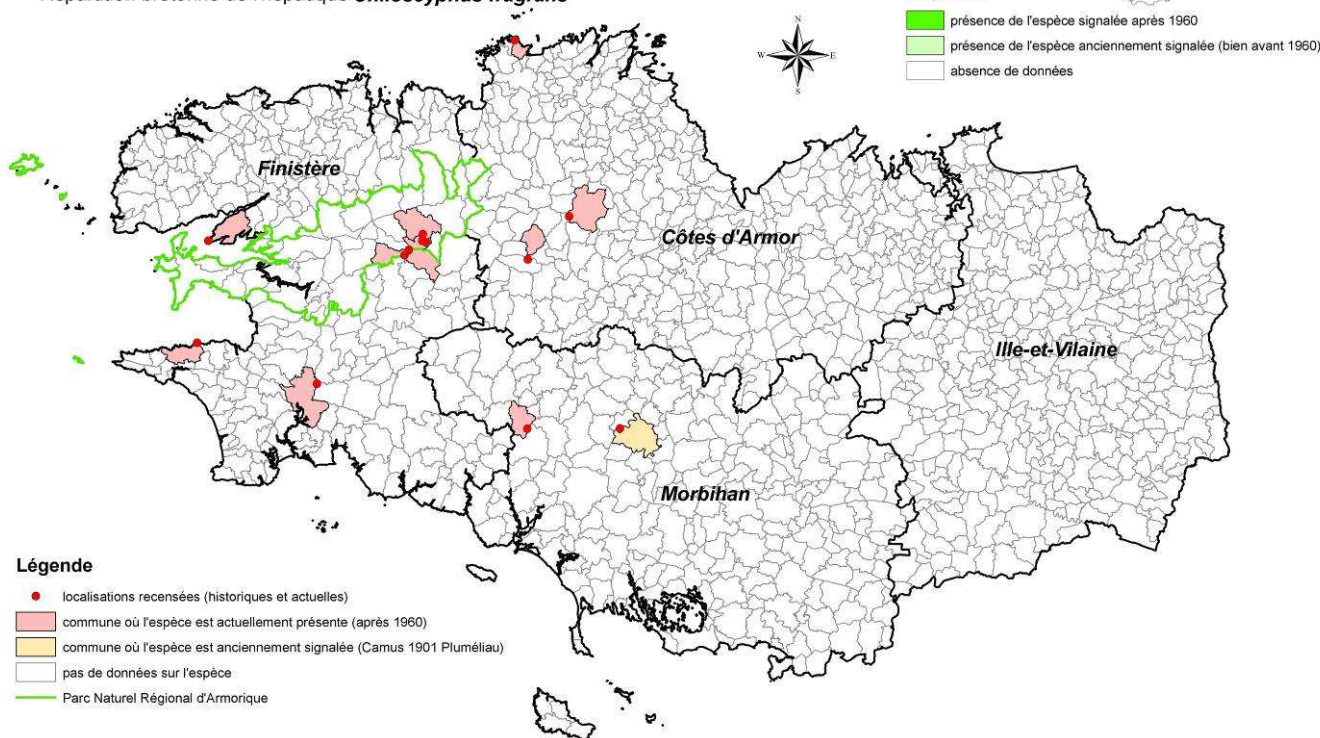 présence de l'espèce signalée après 1960
présence de l'espèce anciennement signalée (bien avant 1960)
absence de données
N
W E
S
Finistère
Côtes d'Armor
Ille-et-Vilaine
Morbihan
Légende
localisations recensées (historiques et actuelles)
commune où l'espèce est actuellement présente (après 1960)
commune où l'espèce est anciennement signalée (Camus 1901 Pluméliau)
pas de données sur l'espèce
Parc Naturel Régional d'Armorique